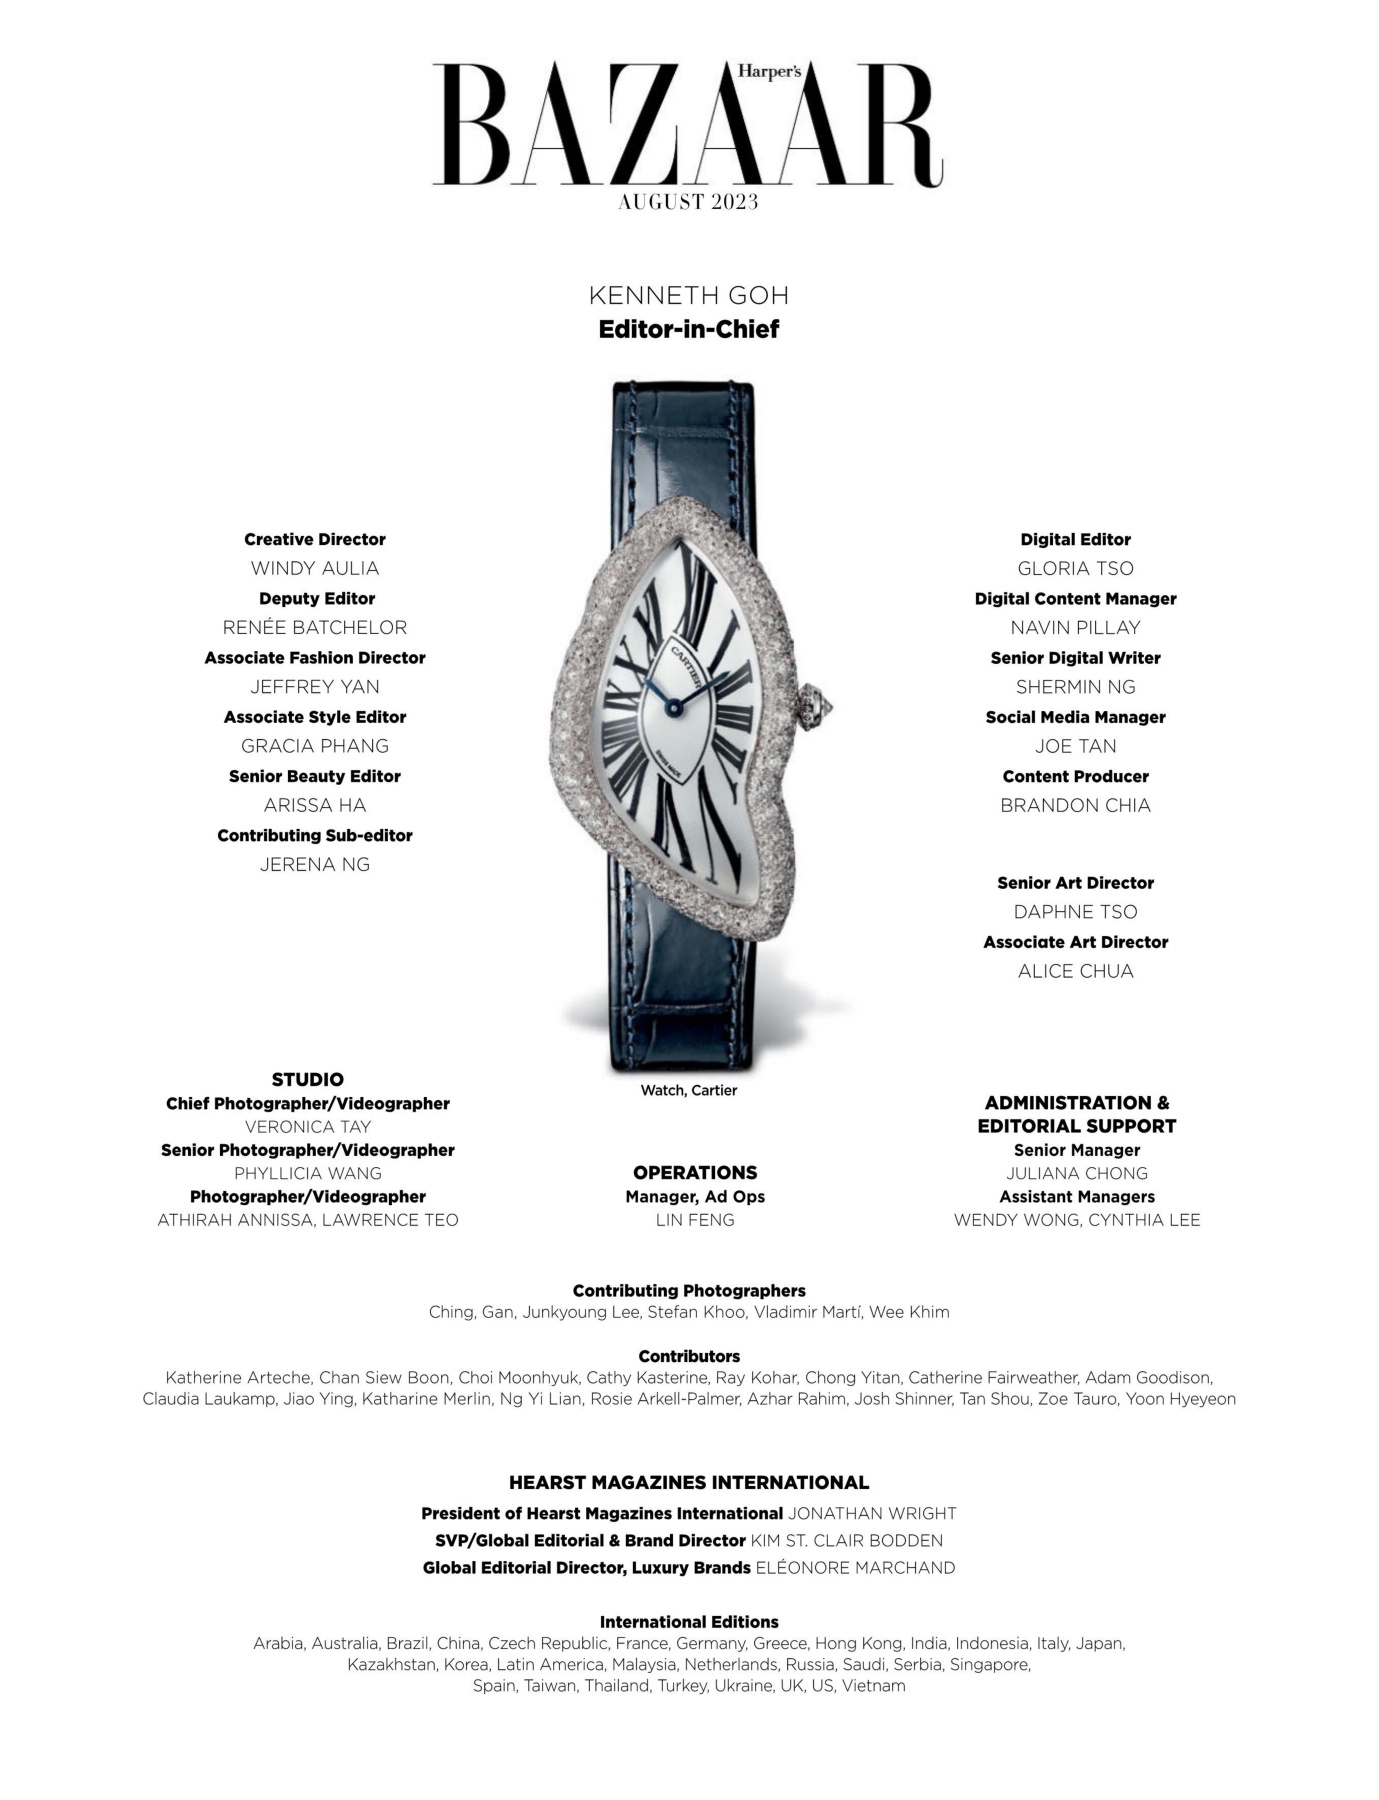 Harper's
BAZAAR
AUGUST 2023
KENNETH GOH
Editor-in-Chief
Creative Director
WINDY AULIA
Deputy Editor
RENÉE BATCHELOR
Associate Fashion Director
JEFFREY YAN
Associate Style Editor
GRACIA PHANG
Senior Beauty Editor
ARISSA HA
Contributing Sub-editor
JERENA NG
CARTIER
SWISS MADE
Digital Editor
GLORIA TSO
Digital Content Manager
NAVIN PILLAY
Senior Digital Writer
SHERMIN NG
Social Media Manager
JOE TAN
Content Producer
BRANDON CHIA
Senior Art Director
DAPHNE TSO
Associate Art Director
ALICE CHUA
STUDIO
Chief Photographer/Videographer
VERONICA TAY
Senior Photographer/Videographer
PHYLLICIA WANG
Photographer/Videographer
ATHIRAH ANNISSA, LAWRENCE TEO
Watch, Cartier
OPERATIONS
Manager, Ad Ops
LIN FENG
ADMINISTRATION &
EDITORIAL SUPPORT
Senior Manager
JULIANA CHONG
Assistant Managers
WENDY WONG, CYNTHIA LEE
Contributing Photographers
Ching, Gan, Junkyoung Lee, Stefan Khoo, Vladimir Martí, Wee Khim
Contributors
Katherine Arteche, Chan Siew Boon, Choi Moonhyuk, Cathy Kasterine, Ray Kohar, Chong Yitan, Catherine Fairweather, Adam Goodison,
Claudia Laukamp, Jiao Ying, Katharine Merlin, Ng Yi Lian, Rosie Arkell-Palmer, Azhar Rahim, Josh Shinner, Tan Shou, Zoe Tauro, Yoon Hyeyeon
HEARST MAGAZINES INTERNATIONAL
President of Hearst Magazines International JONATHAN WRIGHT
SVP/Global Editorial & Brand Director KIM ST. CLAIR BODDEN
Global Editorial Director, Luxury Brands ELÉONORE MARCHAND
International Editions
Arabia, Australia, Brazil, China, Czech Republic, France, Germany, Greece, Hong Kong, India, Indonesia, Italy, Japan,
Kazakhstan, Korea, Latin America, Malaysia, Netherlands, Russia, Saudi, Serbia, Singapore,
Spain, Taiwan, Thailand, Turkey, Ukraine, UK, US, Vietnam